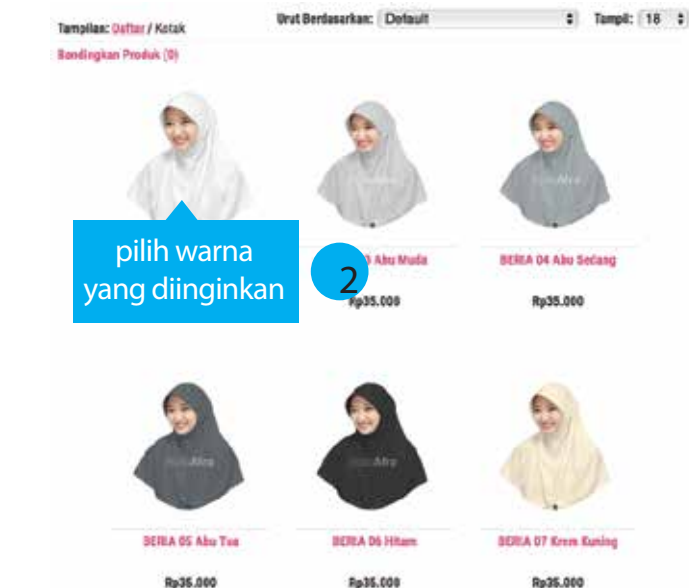 Tampilan: Daftar / Kotak
Urut Berdasarkan: Default
Tampil: 18
Bandingkan Produk (0)
pilih warna
yang diinginkan
2
Abu Muda
BERIA 04 Abu Sedang
Rp35.000
Rp35.000
BERIA 05 Abu Tua
BERIA 06 Hitam
BERIA 07 Krem Kuning
Rp35.000
Rp35.000
Rp35.000